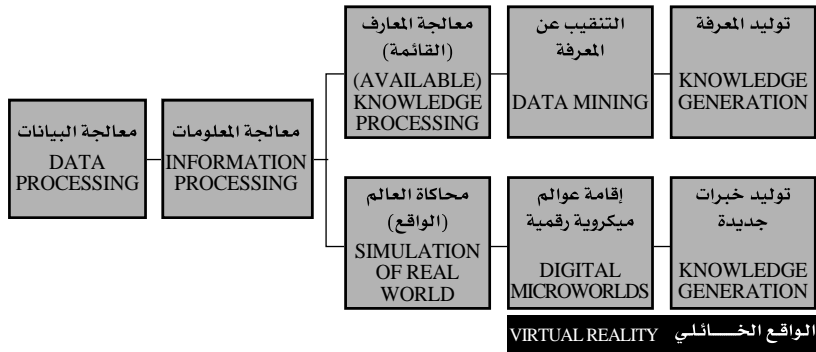 معالجة البيانات
DATA
PROCESSING
معالجة المعلومات
INFORMATION
PROCESSING
معالجة المعارف
(القائمة)
(AVAILABLE)
KNOWLEDGE
PROCESSING
التنقيب عن
المعرفة
DATA MINING
توليد المعرفة
KNOWLEDGE
GENERATION
محاكاة العالم
(الواقع)
SIMULATION
OF REAL
WORLD
إقامة عوالم
ميكروية رقمية
DIGITAL
MICROWORLDS
توليد خبرات
جديدة
KNOWLEDGE
GENERATION
VIRTUAL REALITY الواقع الخـــائلي